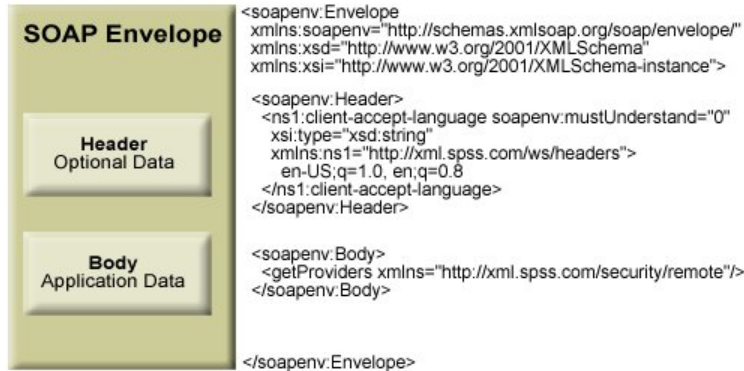 SOAP Envelope
Header
Optional Data
Body
Application Data
<soapenv:Envelope
xmlns:soapenv="http://schemas.xmlsoap.org/soap/envelope/"
xmlns:xsd="http://www.w3.org/2001/XMLSchema"
xmlns:xsi="http://www.w3.org/2001/XMLSchema-instance">
<soapenv:Header>
<ns1:client-accept-language soapenv:mustUnderstand="0"
xsi:type="xsd:string"
xmlns:ns1="http://xml.spss.com/ws/headers">
en-US;q=1.0, en;q=0.8
</ns1:client-accept-language>
</soapenv:Header>
<soapenv:Body>
<getProviders xmlns="http://xml.spss.com/security/remote"/>
</soapenv:Body>
</soapenv:Envelope>